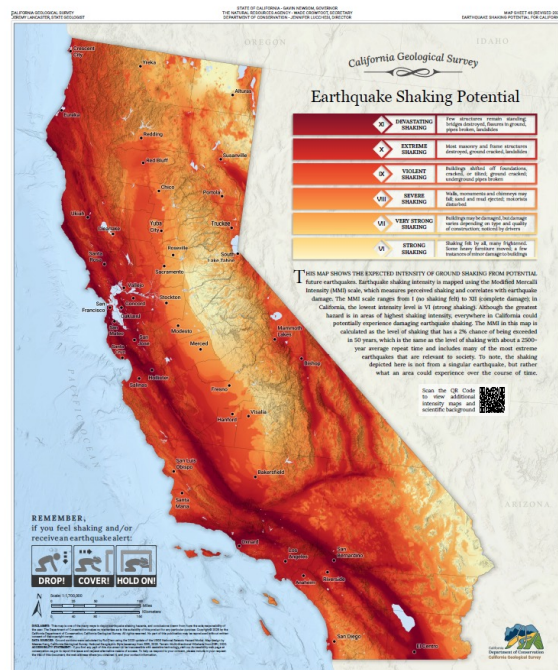 CALIFORNIA GEOLOGICAL SURVEY
JEREMY LANCASTER, STATE GEOLOGIST
STATE OF CALIFORNIA - GAVIN NEWSOM, GOVERNOR
THE NATURAL RESOURCES AGENCY - WADE CROWFOOT, SECRETARY
DEPARTMENT OF CONSERVATION - JENNIFER LUCCHESI, DIRECTOR
MAP SHEET 48 (REVISED
EARTHQUAKE SHAKING POTENTIAL FOR
OREGON
IDAHO
ARIZONA
California Geological Survey
Earthquake Shaking Potential
XI DEVASTATING SHAKING
Few structures remain standing; bridges destroyed, fissures in ground, pipes broken, landslides
X EXTREME SHAKING
Most masonry and frame structures destroyed, ground cracked, landslides
IX VIOLENT SHAKING
Buildings shifted off foundations, cracked, or tilted; ground cracked; underground pipes broken
VIII SEVERE SHAKING
Walls, monuments and chimneys may fall; sand and mud ejected; motorists disturbed
VII VERY STRONG SHAKING
Buildings may be damaged, but damage varies depending on type and quality of construction; noticed by drivers
VI STRONG SHAKING
Shaking felt by all, many frightened. Some heavy furniture moved; a few instances of minor damage to buildings
THIS MAP SHOWS THE EXPECTED INTENSITY OF GROUND SHAKING FROM POTENTIAL
future earthquakes. Earthquake shaking intensity is mapped using the Modified Mercalli
Intensity (MMI) scale, which measures perceived shaking and correlates with earthquake
damage. The MMI scale ranges from I (no shaking felt) to XII (complete damage); in
California, the lowest intensity level is VI (strong shaking). Although the greatest
hazard is in areas of highest shaking intensity, everywhere in California could
potentially experience damaging earthquake shaking. The MMI in this map is
calculated as the level of shaking that has a 2% chance of being exceeded
in 50 years, which is the same as the level of shaking with about a 2500-
year average repeat time and includes many of the most extreme
earthquakes that are relevant to society. To note, the shaking
depicted here is not from a singular earthquake, but rather
what an area could experience over the course of time.
Scan the QR Code
to view additional
intensity maps and
scientific background
Crescent City
Yreka
Alturas
Eureka
Redding
Susanville
Red Bluff
Chico
Portola
Ukiah
Yuba City
Truckee
Roseville
South Lake Tahoe
Sacramento
Vallejo
Stockton
San Francisco
Oakland
San Jose
Modesto
Merced
Mammoth Lakes
Bishop
Hollister
Salinas
Fresno
Hanford
Visalia
San Luis Obispo
Bakersfield
Santa Maria
Oxnard
Los Angeles
San Bernardino
Riverside
Anaheim
San Diego
El Centro
REMEMBER,
if you feel shaking and/or
receive an earthquake alert:
DROP! COVER! HOLD ON!
N
Miles
Kilometers
California
Department of Conservation
California Geological Survey